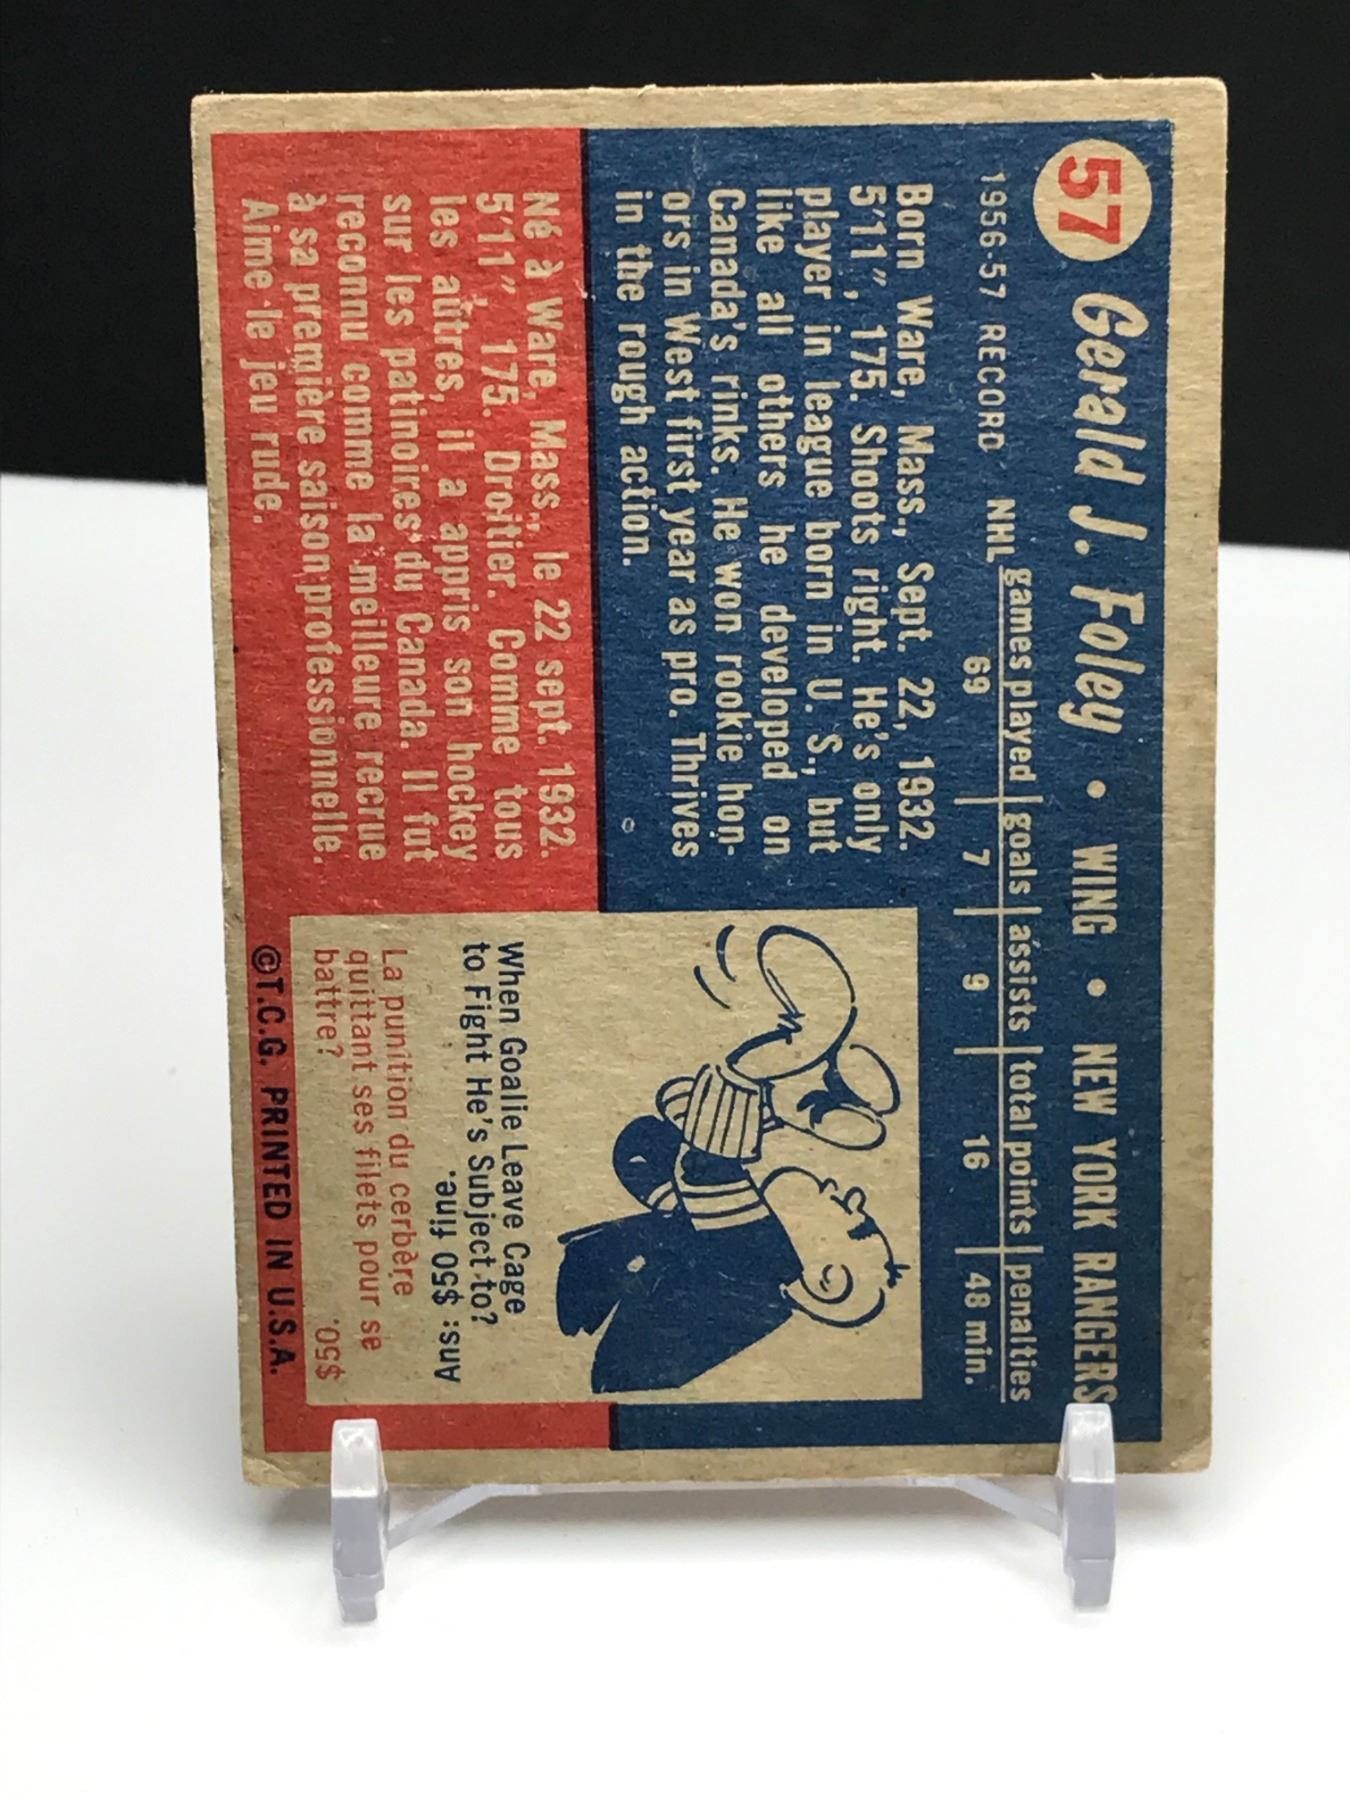 57 Gerald J. Foley • WING • NEW YORK RANGERS
1956-57 RECORD NHL games played goals assists total points penalties
69 7 9 16 48 min.
Born Ware, Mass., Sept. 22, 1932.
5'11", 175. Shoots right. He's only
player in league born in U. S., but
like all others he developed on
Canada's rinks. He won rookie hon-
ors in West first year as pro. Thrives
in the rough action.
Né à Ware, Mass., le 22 sept. 1932.
5'11", 175. Droitier. Comme tous
les autres, il a appris son hockey
sur les patinoires du Canada. Il fut
reconnu comme la meilleure recrue
à sa première saison professionnelle.
Aime le jeu rude.
When Goalie Leave Cage
to Fight He's Subject to?
Ans: $50 fine.
La punition du cerbère
quittant ses filets pour se
battre?
$50.
©T.C.G. PRINTED IN U.S.A.